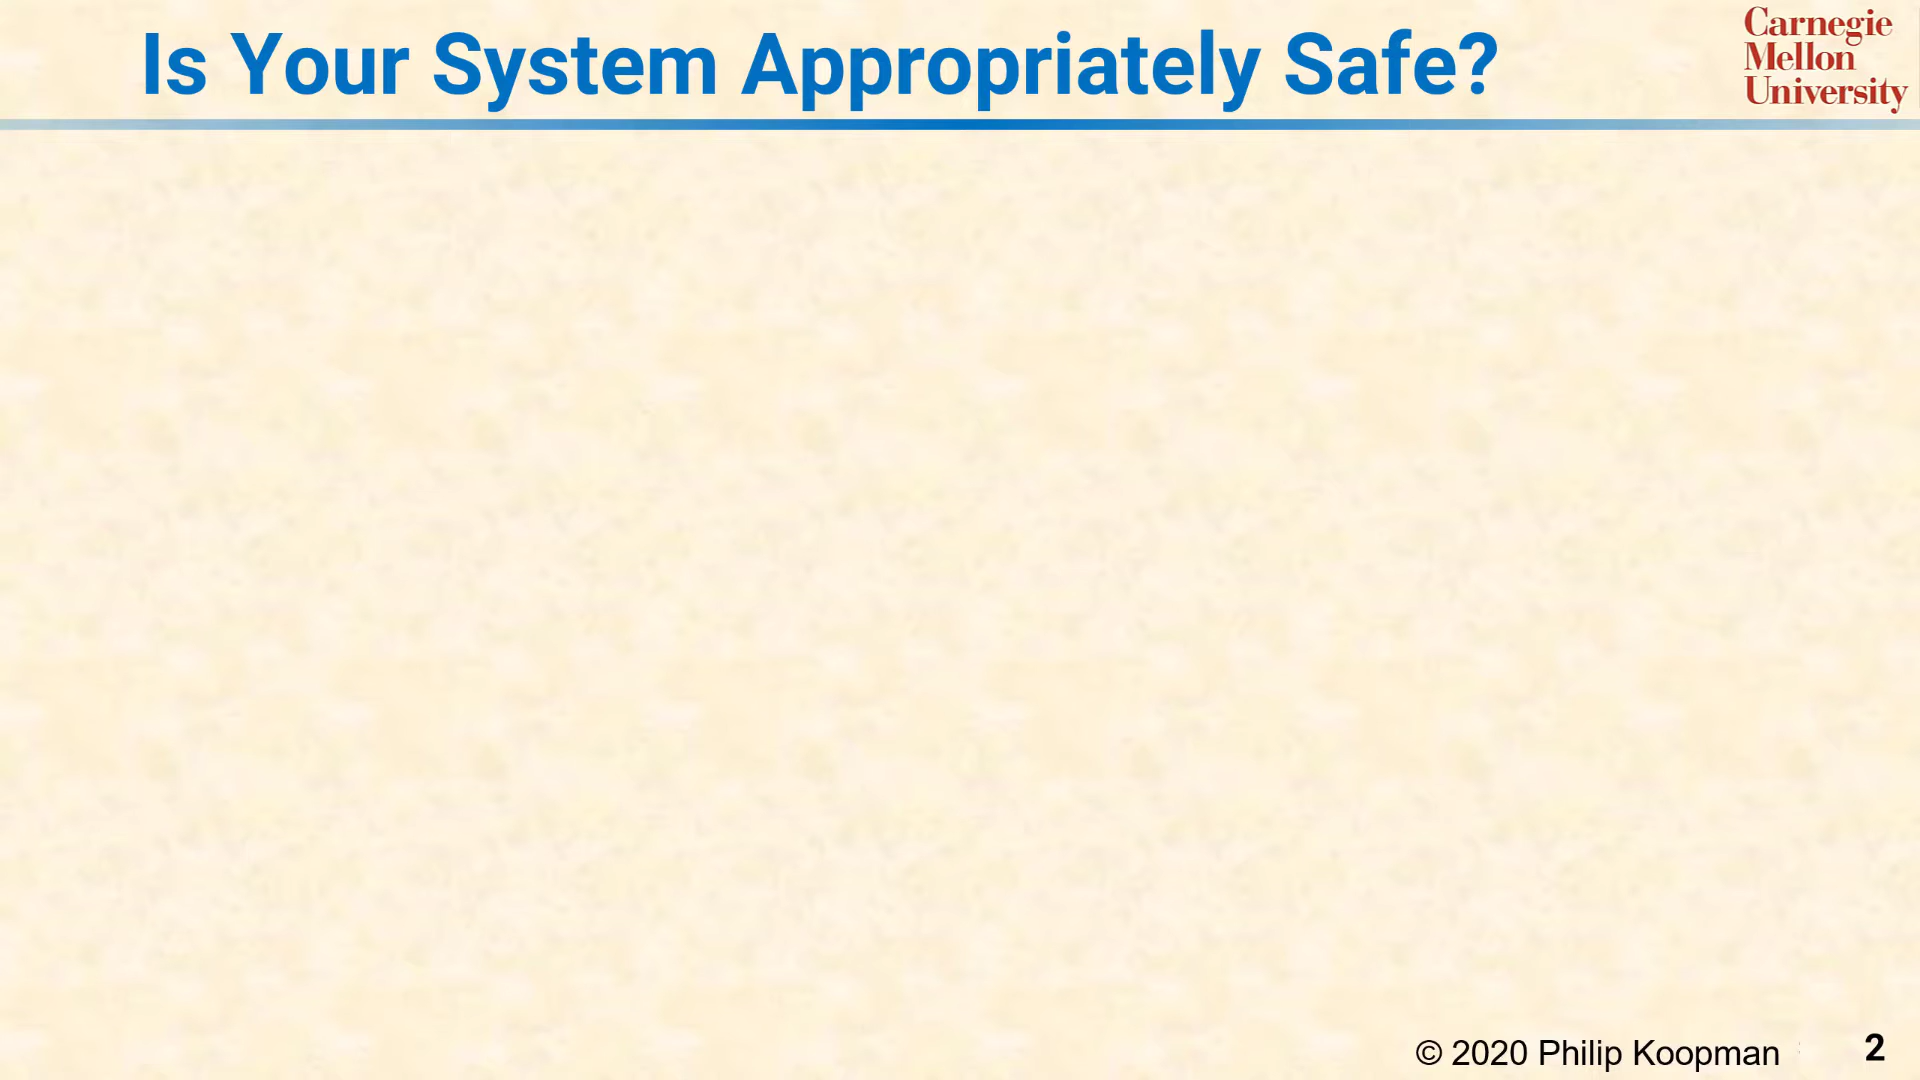 Is Your System Appropriately Safe?
Carnegie
Mellon
University
© 2020 Philip Koopman
2